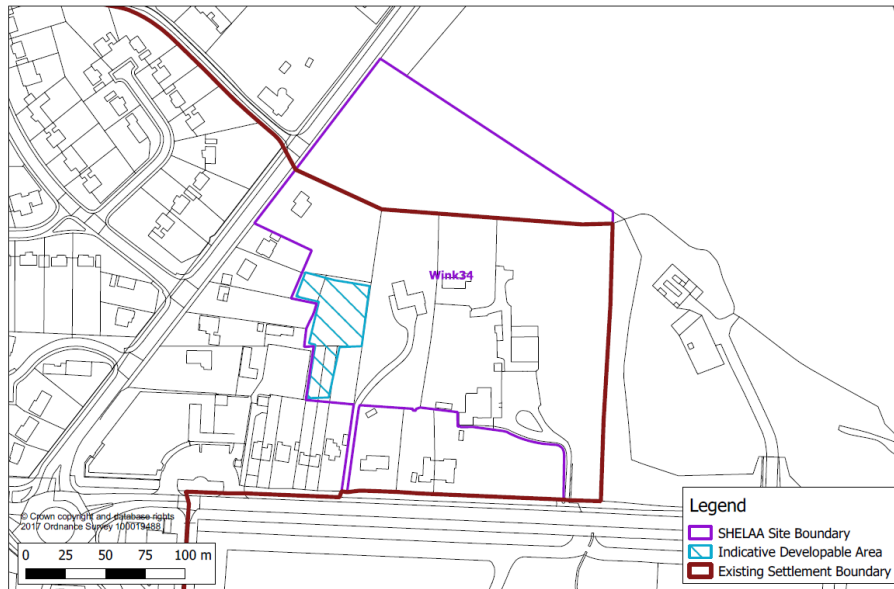 Wink34
© Crown copyright and database rights
2017 Ordnance Survey 100019488
0 25 50 75 100 m
Legend
SHELAA Site Boundary
Indicative Developable Area
Existing Settlement Boundary